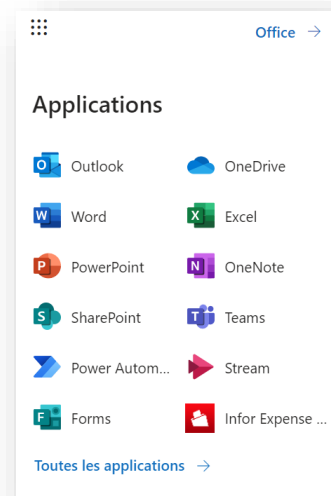 Office
Applications
Outlook OneDrive
Word Excel
PowerPoint OneNote
SharePoint Teams
Power Autom... Stream
Forms Infor Expense ...
Toutes les applications